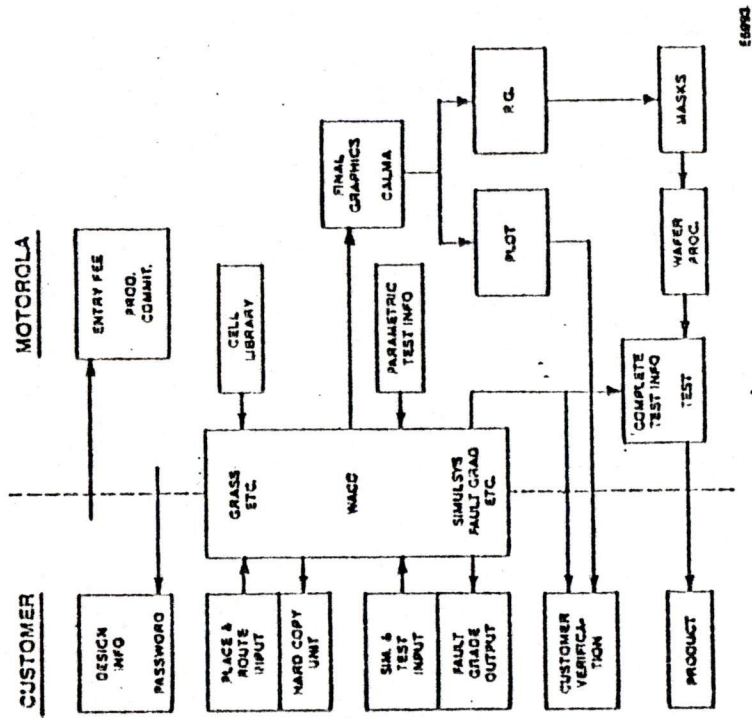 CUSTOMER
MOTOROLA
DESIGN
INFO
PASSWORD
ENTRY FEE
PROD.
COMMIT.
PLACE &
ROUTE
INPUT
HARD COPY
UNIT
GRASS
ETC.
WACC
SIMULSYS
FAULT GRAD
ETC.
CELL
LIBRARY
PARAMETRIC
TEST INFO
FINAL
GRAPHICS
CALMA
SIM. &
TEST
INPUT
FAULT
GRADE
OUTPUT
PLOT
P.G.
CUSTOMER
VERIFICA-
TION
PRODUCT
COMPLETE
TEST INFO
TEST
WAFER
PROC.
MASKS